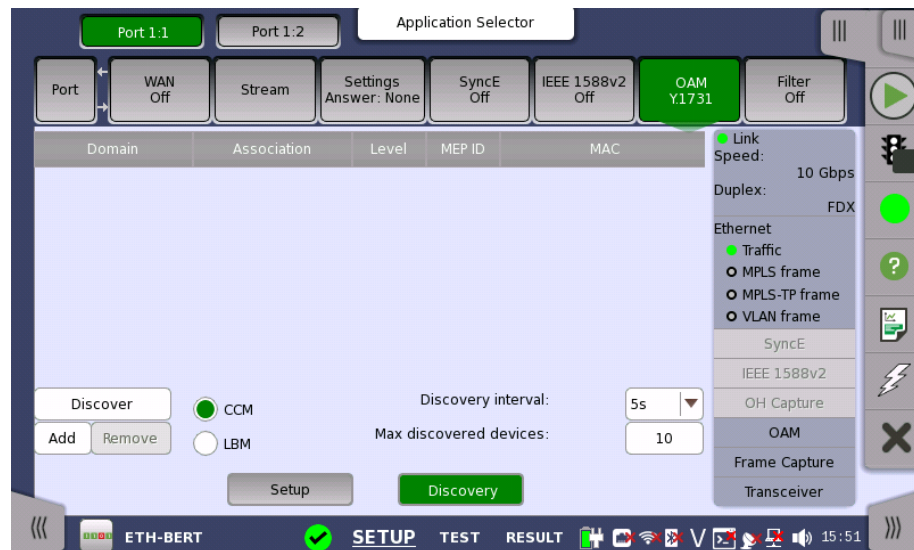 Application Selector
Port 1:1
Port 1:2
Port
WAN
Off
Stream
Settings
Answer: None
SyncE
Off
IEEE 1588v2
Off
OAM
Y.1731
Filter
Off
Domain
Association
Level
MEP ID
MAC
Link
Speed:
10 Gbps
Duplex:
FDX
Ethernet
Traffic
MPLS frame
MPLS-TP frame
VLAN frame
SyncE
IEEE 1588v2
OH Capture
OAM
Frame Capture
Transceiver
Discover
CCM
Discovery interval:
5s
Add
Remove
LBM
Max discovered devices:
10
Setup
Discovery
ETH-BERT
SETUP
TEST
RESULT
15:51